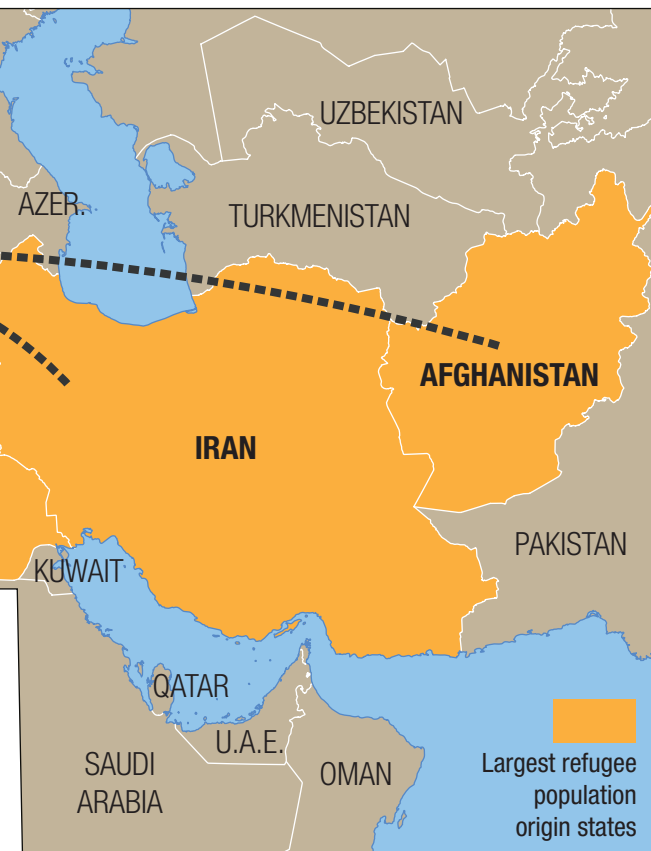 UZBEKISTAN
AZER.
TURKMENISTAN
AFGHANISTAN
IRAN
PAKISTAN
KUWAIT
QATAR
U.A.E.
SAUDI
ARABIA
OMAN
Largest refugee
population
origin states